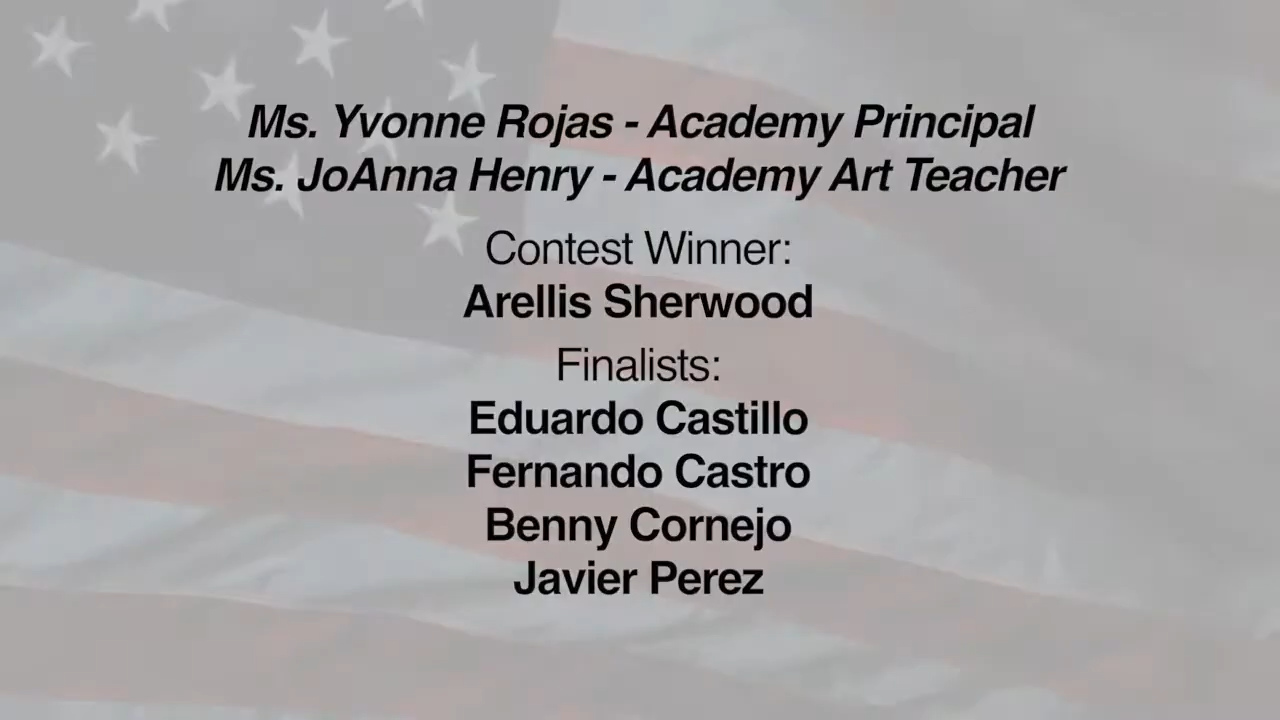 Ms. Yvonne Rojas - Academy Principal
Ms. JoAnna Henry - Academy Art Teacher
Contest Winner:
Arellis Sherwood
Finalists:
Eduardo Castillo
Fernando Castro
Benny Cornejo
Javier Perez